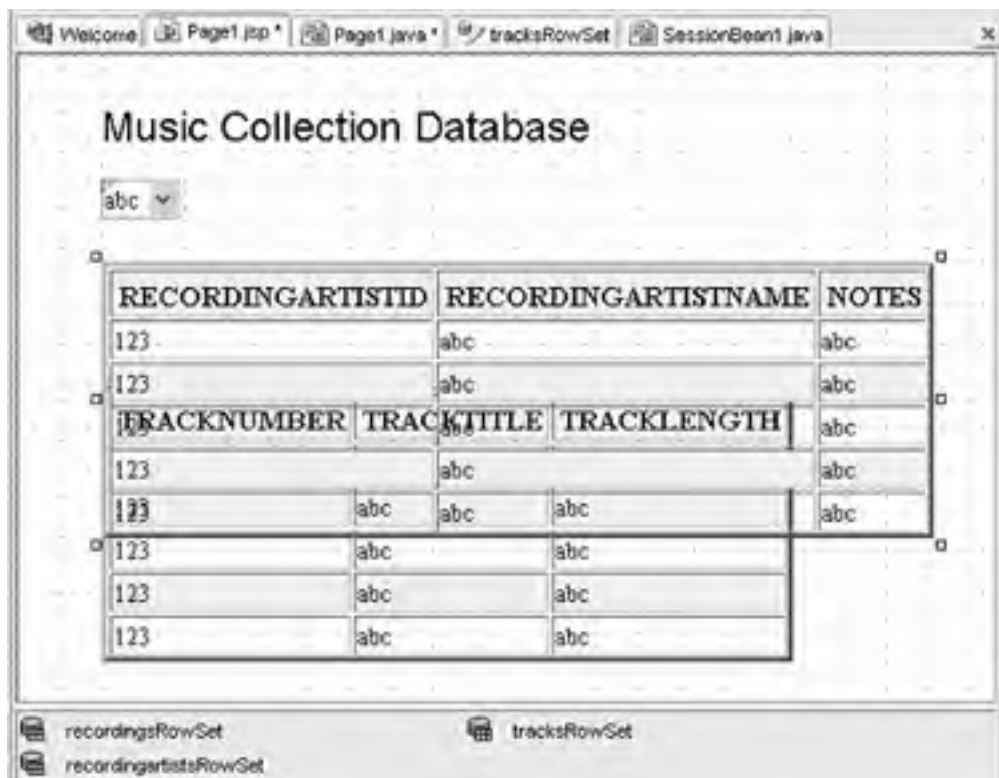 Welcome Page1.jsp * Page1.java * tracksRowSet SessionBean1.java
Music Collection Database
abc
RECORDINGARTISTID RECORDINGARTISTNAME NOTES
123 abc abc
123 abc abc
TRACKNUMBER TRACKTITLE TRACKLENGTH abc
123 abc abc
123 abc abc abc abc
123 abc abc
123 abc abc
123 abc abc
recordingsRowSet tracksRowSet
recordingartistsRowSet